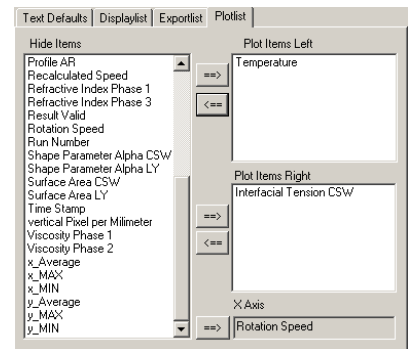 Text Defaults Displaylist Exportlist Plotlist
Hide Items
Profile AR
Recalculated Speed
Refractive Index Phase 1
Refractive Index Phase 3
Result Valid
Rotation Speed
Run Number
Shape Parameter Alpha CSW
Shape Parameter Alpha LY
Surface Area CSW
Surface Area LY
Time Stamp
vertical Pixel per Milimeter
Viscosity Phase 1
Viscosity Phase 2
x_Average
x_MAX
x_MIN
y_Average
y_MAX
y_MIN
==>
<==
==>
<==
==>
Plot Items Left
Temperature
Plot Items Right
Interfacial Tension CSW
X Axis
Rotation Speed